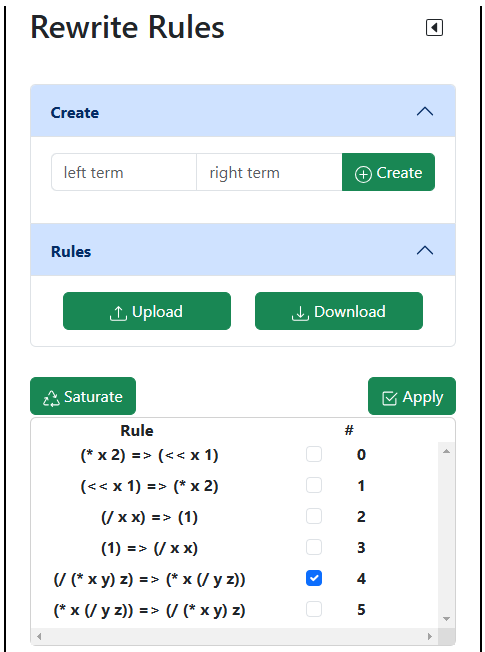 Rewrite Rules
Create
left term right term Create
Rules
Upload Download
Saturate Apply
Rule #
(* x 2) => (<< x 1) 0
(<< x 1) => (* x 2) 1
(/ x x) => (1) 2
(1) => (/ x x) 3
(/ (* x y) z) => (* x (/ y z)) 4
(* x (/ y z)) => (/ (* x y) z) 5